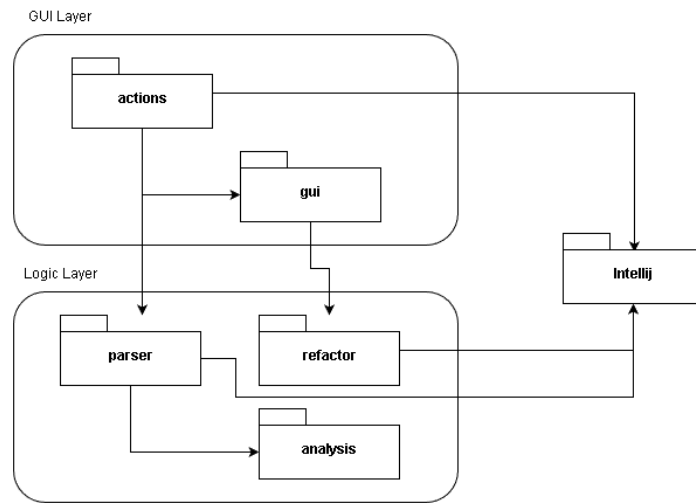 GUI Layer
actions
gui
Intellij
Logic Layer
parser
refactor
analysis